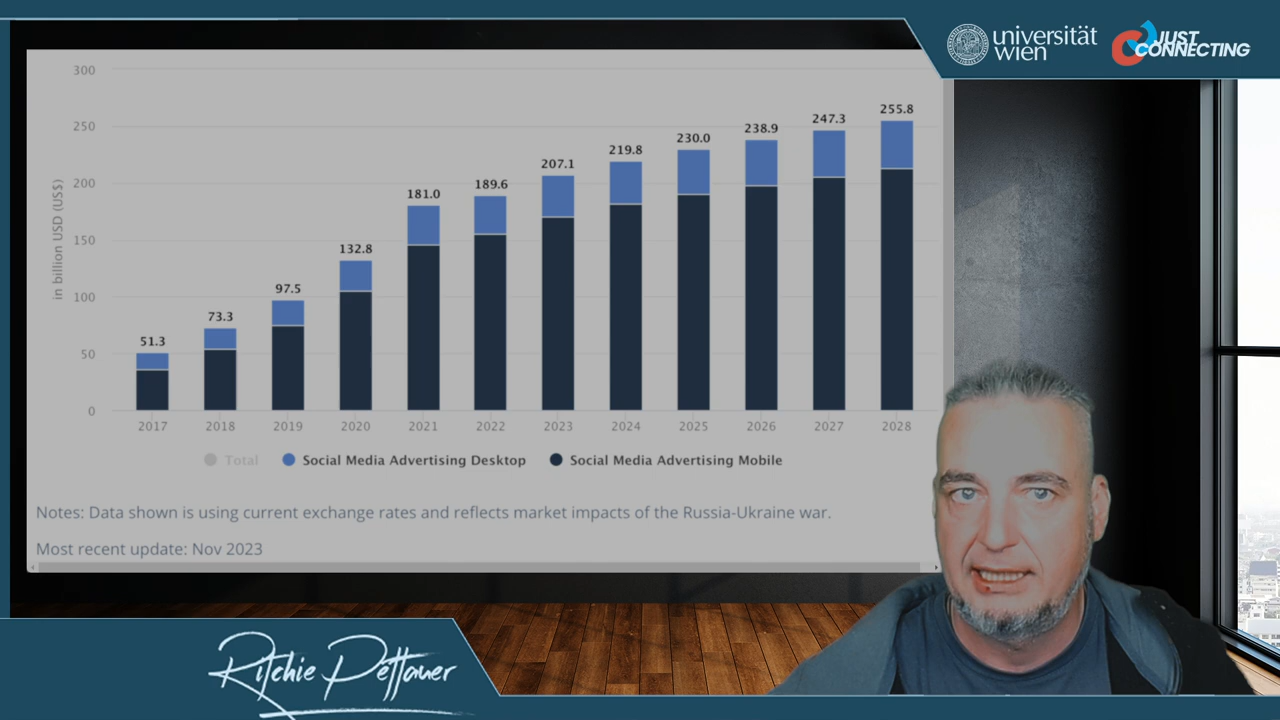 universität
wien
JUST
CONNECTING
300
250
200
150
100
50
0
in billion USD (US$)
51.3
73.3
97.5
132.8
181.0
189.6
207.1
219.8
230.0
238.9
247.3
255.8
2017 2018 2019 2020 2021 2022 2023 2024 2025 2026 2027 2028
Total Social Media Advertising Desktop Social Media Advertising Mobile
Notes: Data shown is using current exchange rates and reflects market impacts of the Russia-Ukraine war.
Most recent update: Nov 2023
Ritchie Pettauer